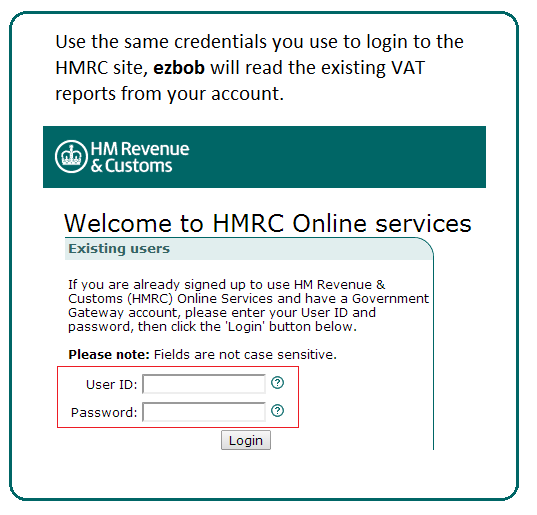 Use the same credentials you use to login to the
HMRC site, ezbob will read the existing VAT
reports from your account.
HM Revenue
& Customs
Welcome to HMRC Online services
Existing users
If you are already signed up to use HM Revenue &
Customs (HMRC) Online Services and have a Government
Gateway account, please enter your User ID and
password, then click the 'Login' button below.
Please note: Fields are not case sensitive.
User ID: ?
Password: ?
Login